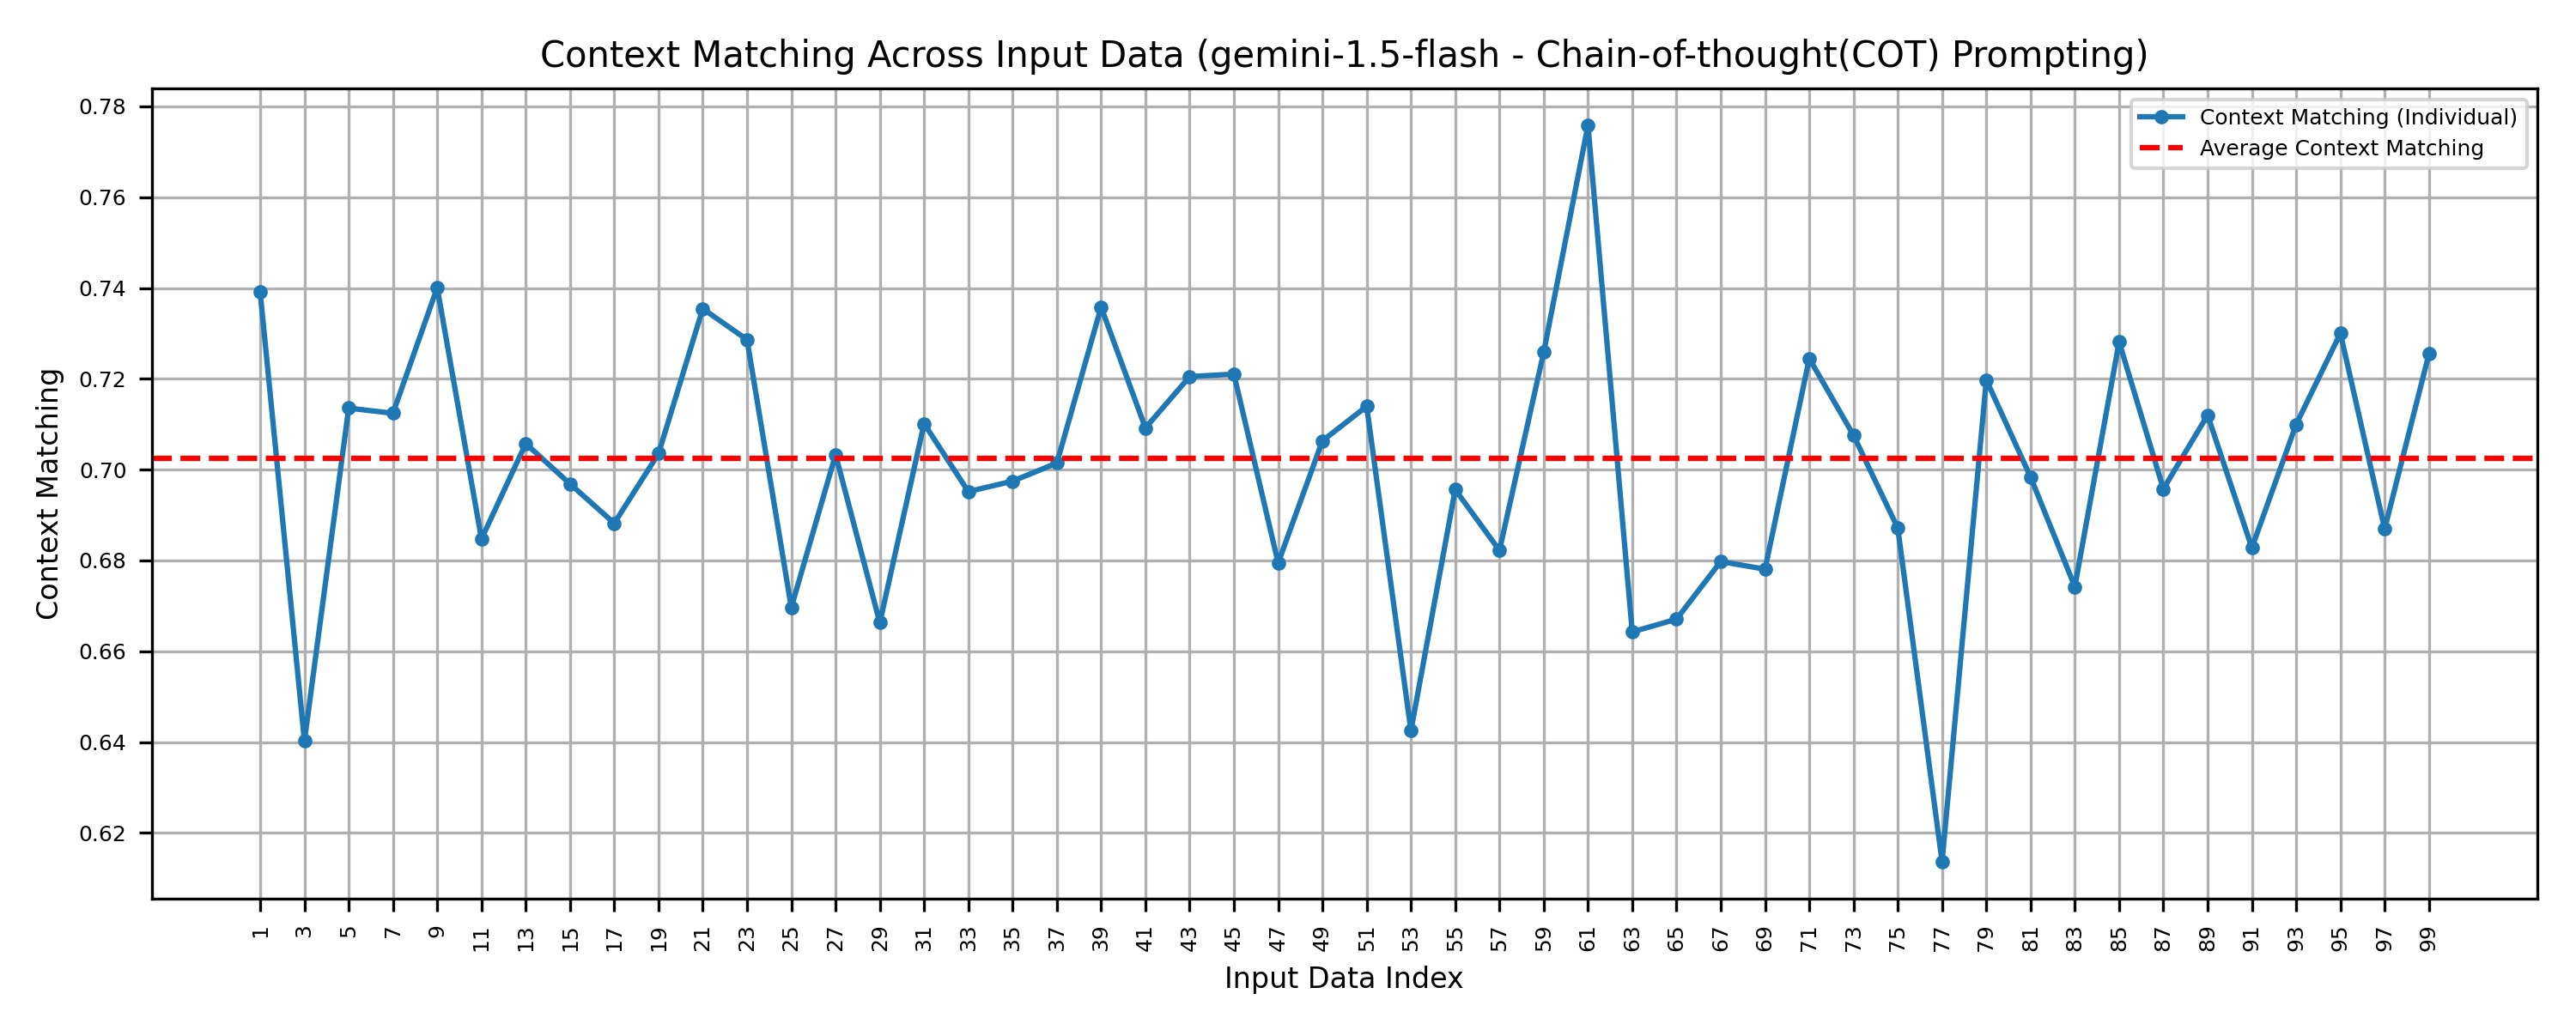 Context Matching Across Input Data (gemini-1.5-flash - Chain-of-thought(COT) Prompting)
Context Matching (Individual)
Average Context Matching
Context Matching
0.78
0.76
0.74
0.72
0.70
0.68
0.66
0.64
0.62
1 3 5 7 9 11 13 15 17 19 21 23 25 27 29 31 33 35 37 39 41 43 45 47 49 51 53 55 57 59 61 63 65 67 69 71 73 75 77 79 81 83 85 87 89 91 93 95 97 99
Input Data Index